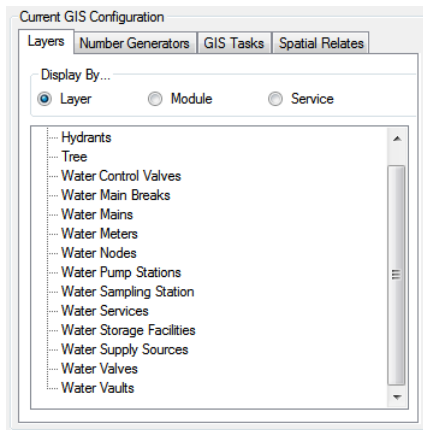 Current GIS Configuration
Layers Number Generators GIS Tasks Spatial Relates
Display By...
Layer Module Service
Hydrants
Tree
Water Control Valves
Water Main Breaks
Water Mains
Water Meters
Water Nodes
Water Pump Stations
Water Sampling Station
Water Services
Water Storage Facilities
Water Supply Sources
Water Valves
Water Vaults